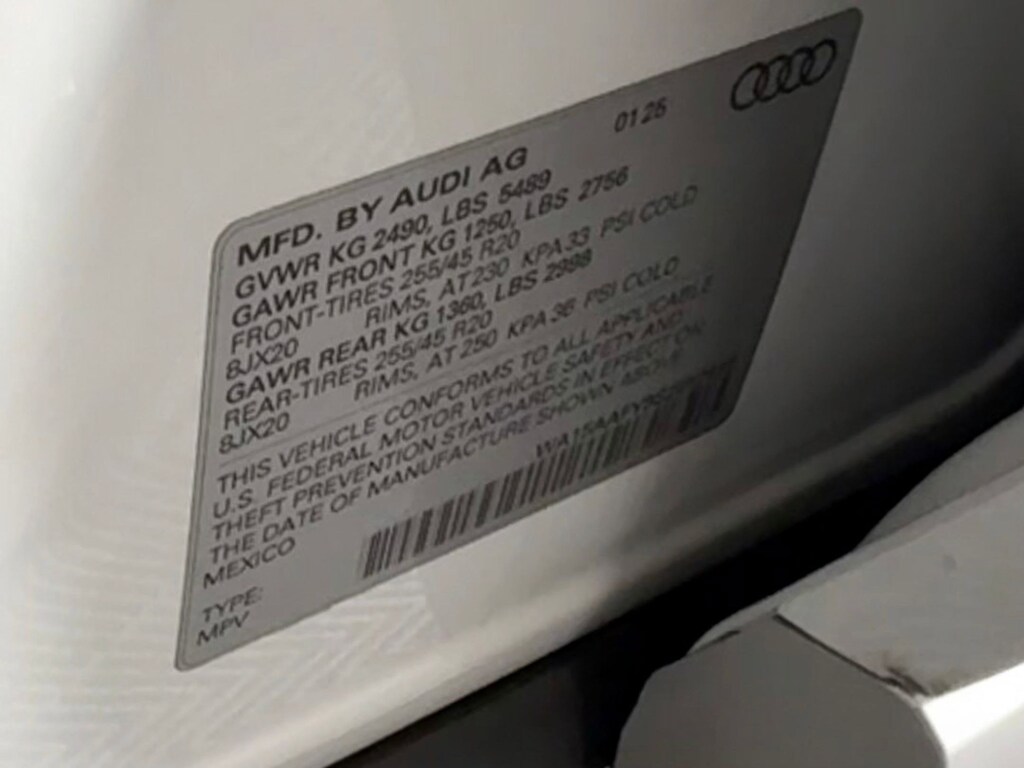 MFD. BY AUDI AG 01 25
GVWR KG 2490, LBS 5489
GAWR FRONT KG 1250, LBS 2756
FRONT-TIRES 255/45 R20
8JX20 RIMS, AT 230 KPA 33 PSI COLD
GAWR REAR KG 1360, LBS 2998
REAR-TIRES 255/45 R20
8JX20 RIMS, AT 250 KPA 36 PSI COLD
THIS VEHICLE CONFORMS TO ALL APPLICABLE
U.S. FEDERAL MOTOR VEHICLE SAFETY AND
THEFT PREVENTION STANDARDS IN EFFECT ON
THE DATE OF MANUFACTURE SHOWN ABOVE
MEXICO
TYPE:
MPV